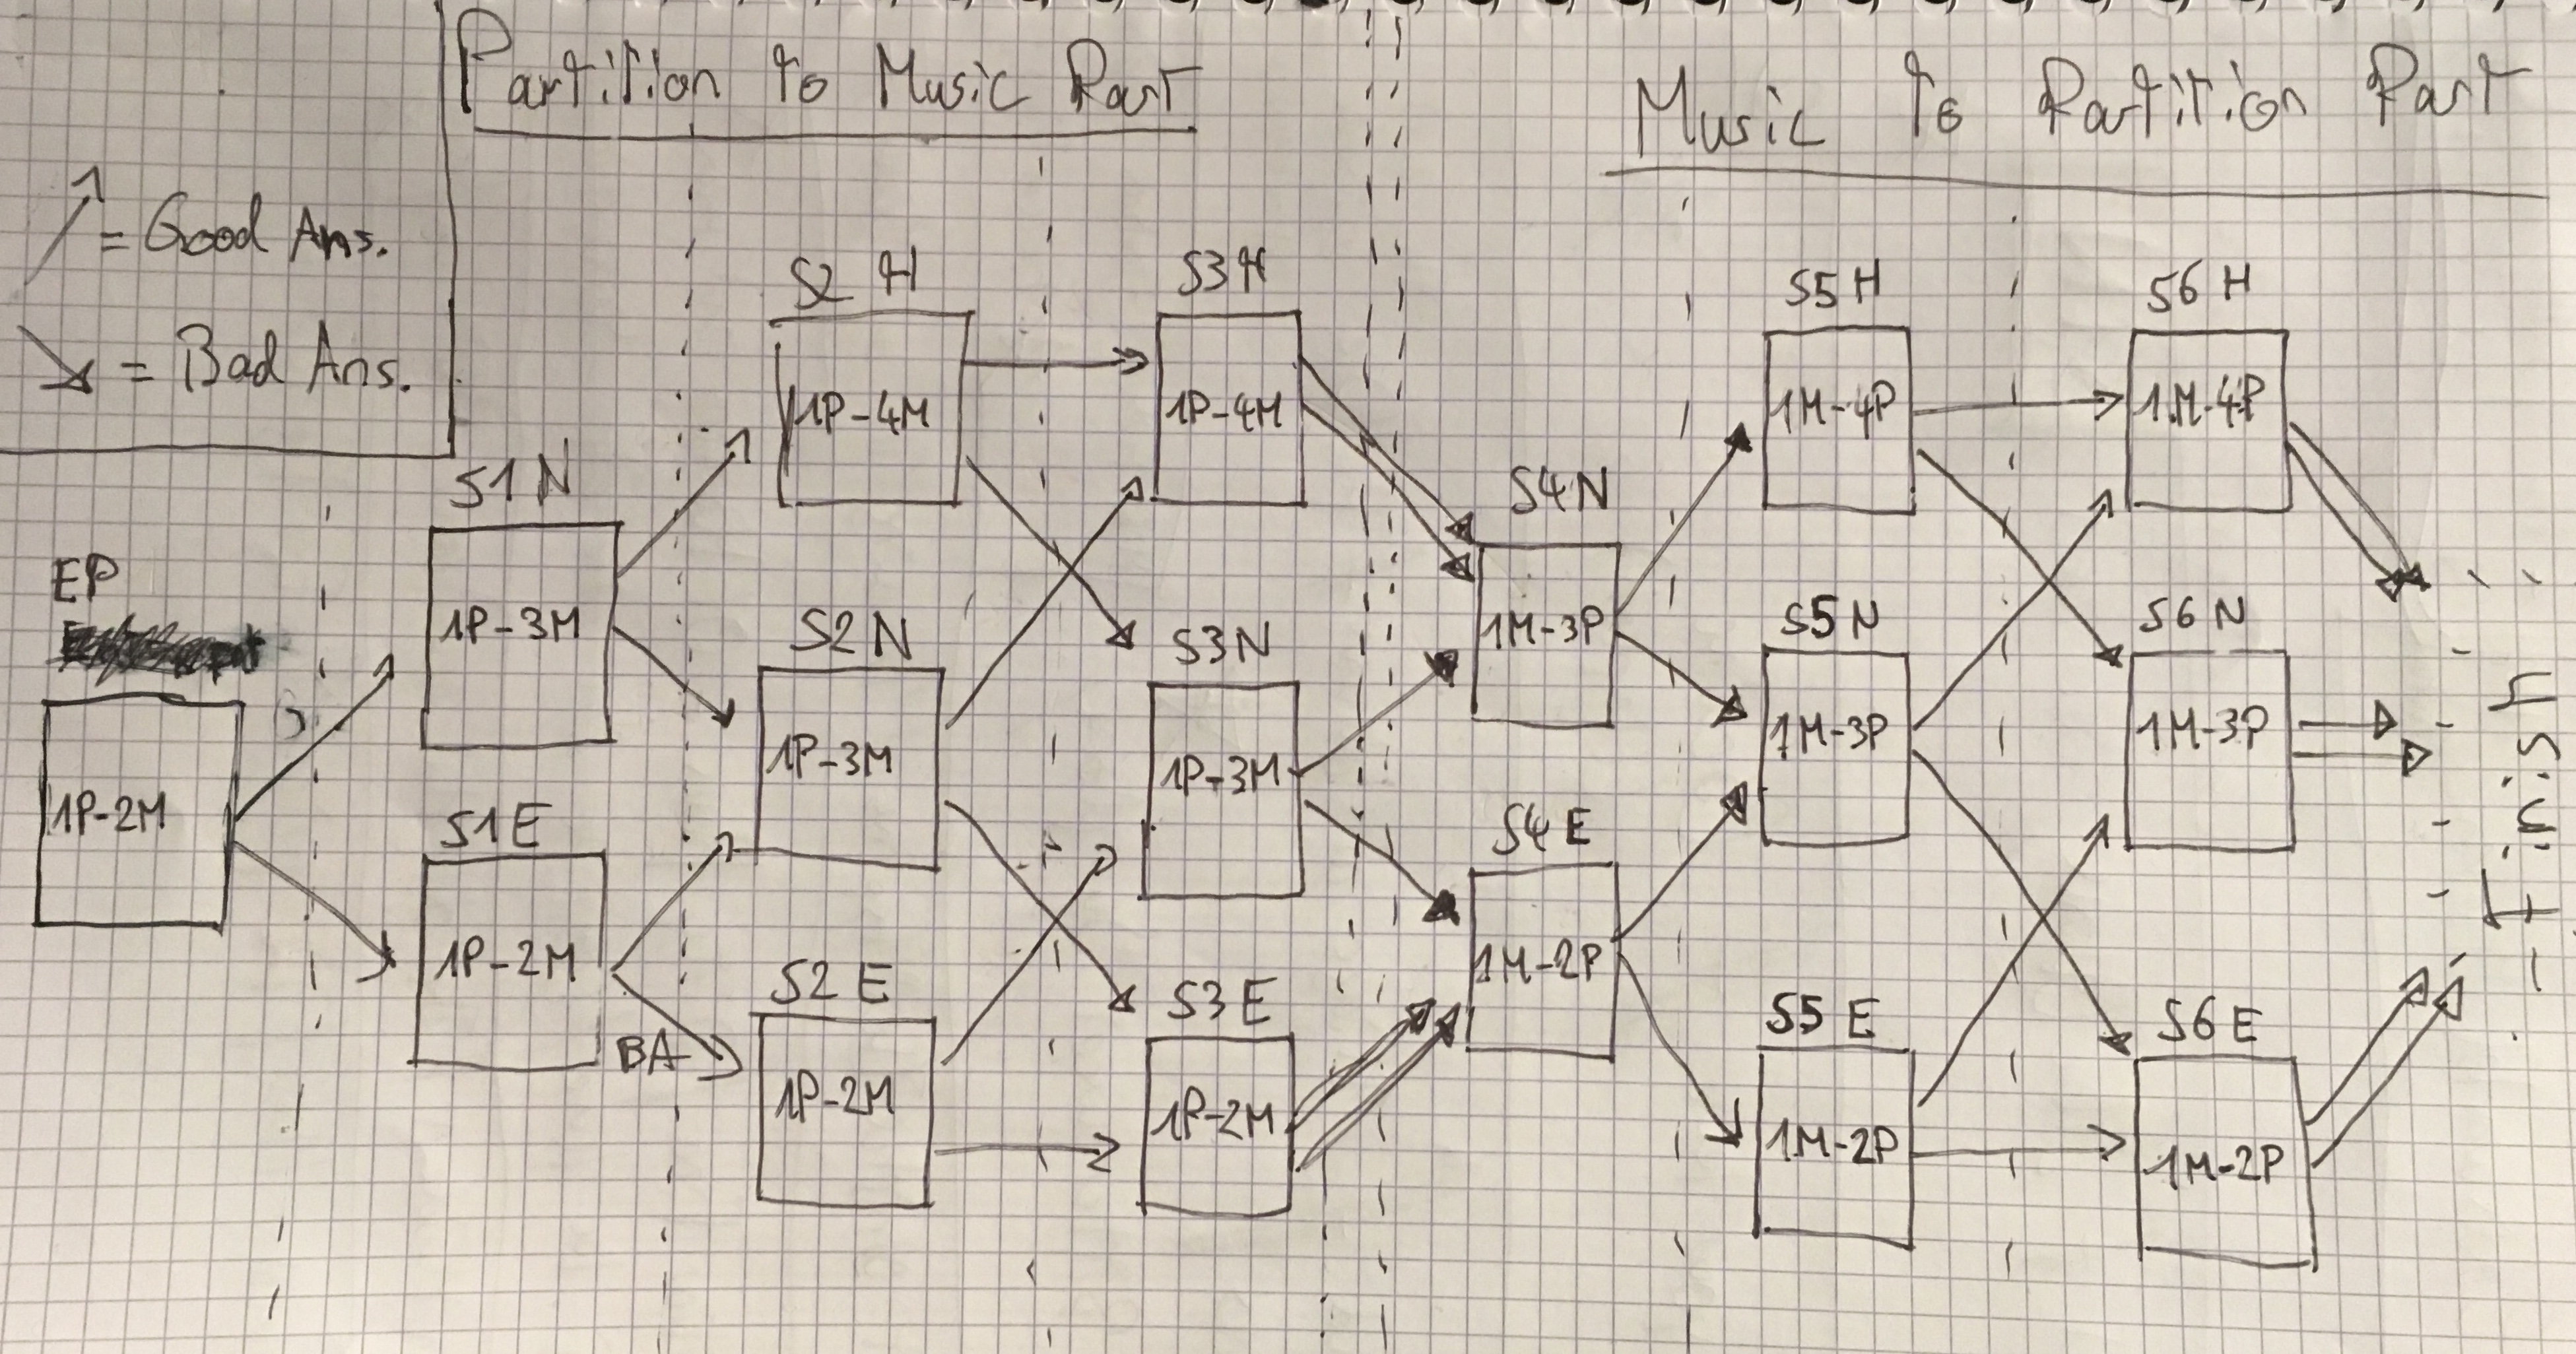 Partition to Music Part
Music to Partition Part
= Good Ans.
= Bad Ans.
EP
1P-2M
S1 N
1P-3M
S1 E
1P-2M
BA
S2 H
1P-4M
S2 N
1P-3M
S2 E
1P-2M
S3 H
1P-4M
S3 N
1P-3M
S3 E
1P-2M
S4 N
1M-3P
S4 E
1M-2P
S5 H
1M-4P
S5 N
1M-3P
S5 E
1M-2P
S6 H
1M-4P
S6 N
1M-3P
S6 E
1M-2P
Finish